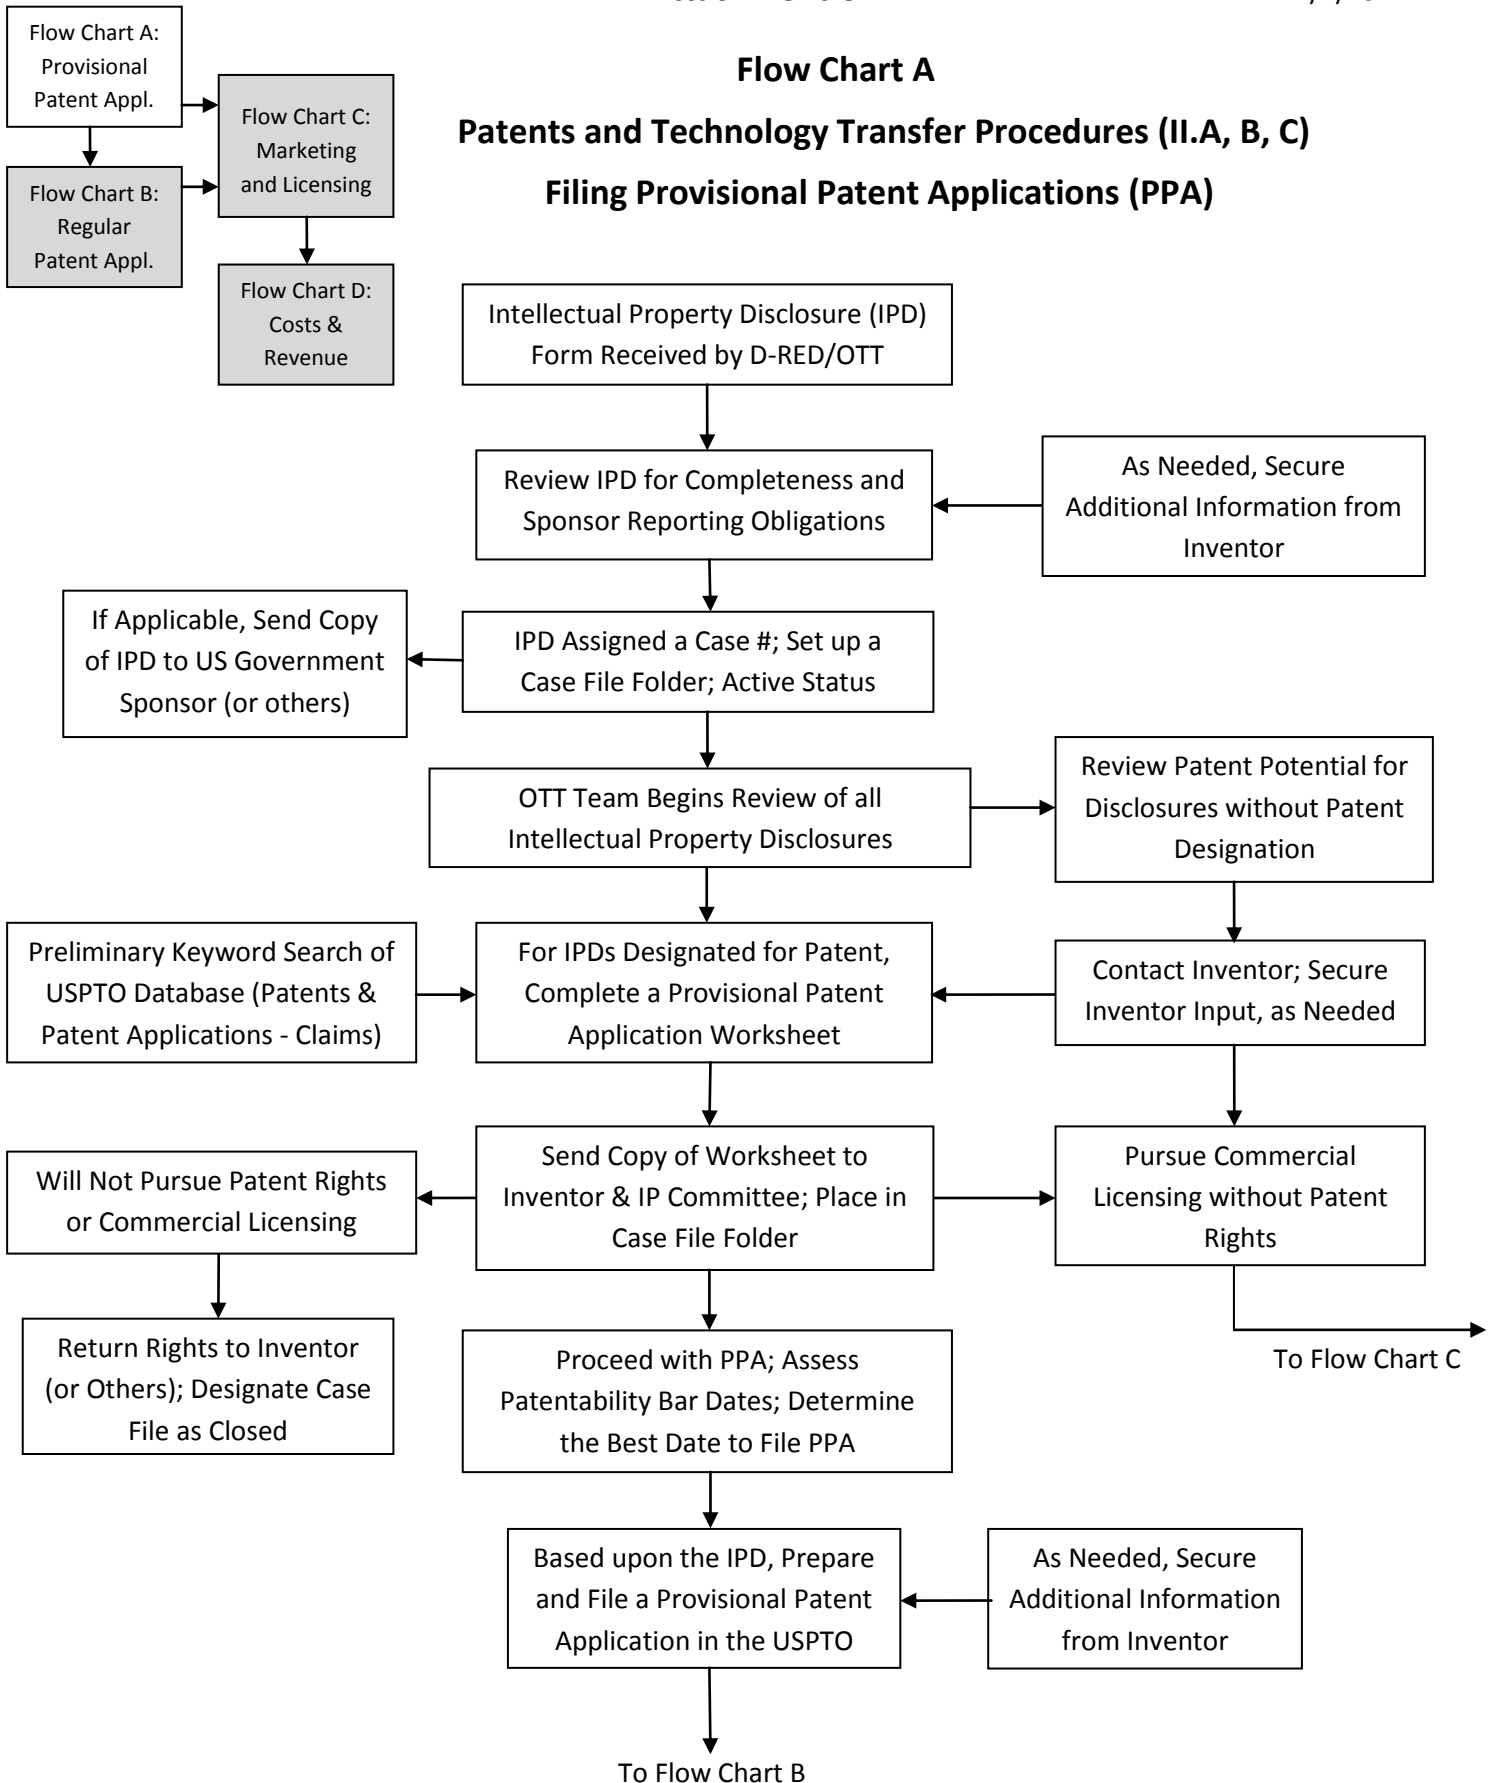 Flow Chart A:
Provisional
Patent Appl.
Flow Chart C:
Marketing
and Licensing
Flow Chart B:
Regular
Patent Appl.
Flow Chart D:
Costs &
Revenue
Flow Chart A
Patents and Technology Transfer Procedures (II.A, B, C)
Filing Provisional Patent Applications (PPA)
Intellectual Property Disclosure (IPD)
Form Received by D-RED/OTT
Review IPD for Completeness and
Sponsor Reporting Obligations
As Needed, Secure
Additional Information from
Inventor
If Applicable, Send Copy
of IPD to US Government
Sponsor (or others)
IPD Assigned a Case #; Set up a
Case File Folder; Active Status
OTT Team Begins Review of all
Intellectual Property Disclosures
Review Patent Potential for
Disclosures without Patent
Designation
Preliminary Keyword Search of
USPTO Database (Patents &
Patent Applications - Claims)
For IPDs Designated for Patent,
Complete a Provisional Patent
Application Worksheet
Contact Inventor; Secure
Inventor Input, as Needed
Will Not Pursue Patent Rights
or Commercial Licensing
Send Copy of Worksheet to
Inventor & IP Committee; Place in
Case File Folder
Pursue Commercial
Licensing without Patent
Rights
Return Rights to Inventor
(or Others); Designate Case
File as Closed
Proceed with PPA; Assess
Patentability Bar Dates; Determine
the Best Date to File PPA
To Flow Chart C
Based upon the IPD, Prepare
and File a Provisional Patent
Application in the USPTO
As Needed, Secure
Additional Information
from Inventor
To Flow Chart B